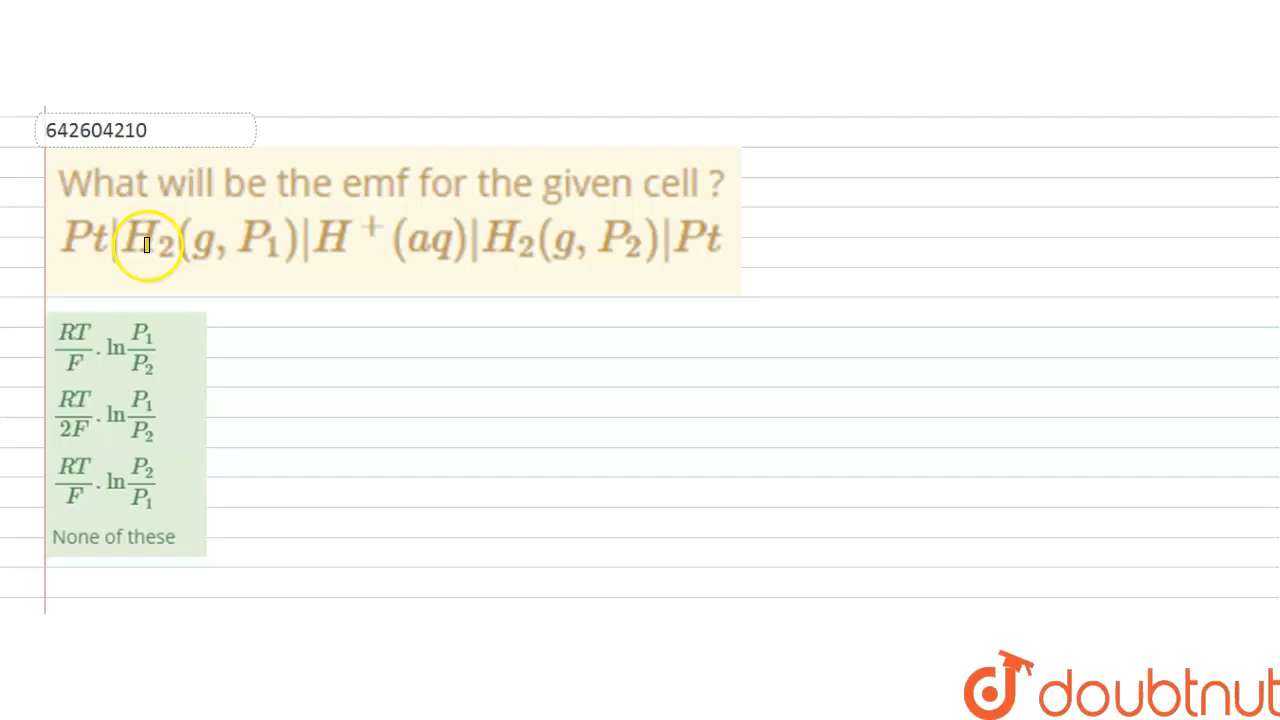 642604210
What will be the emf for the given cell ?
Pt|H₂(g, P₁)|H⁺(aq)|H₂(g, P₂)|Pt
RT/F . ln P₁/P₂
RT/2F . ln P₁/P₂
RT/F . ln P₂/P₁
None of these
doubtnut